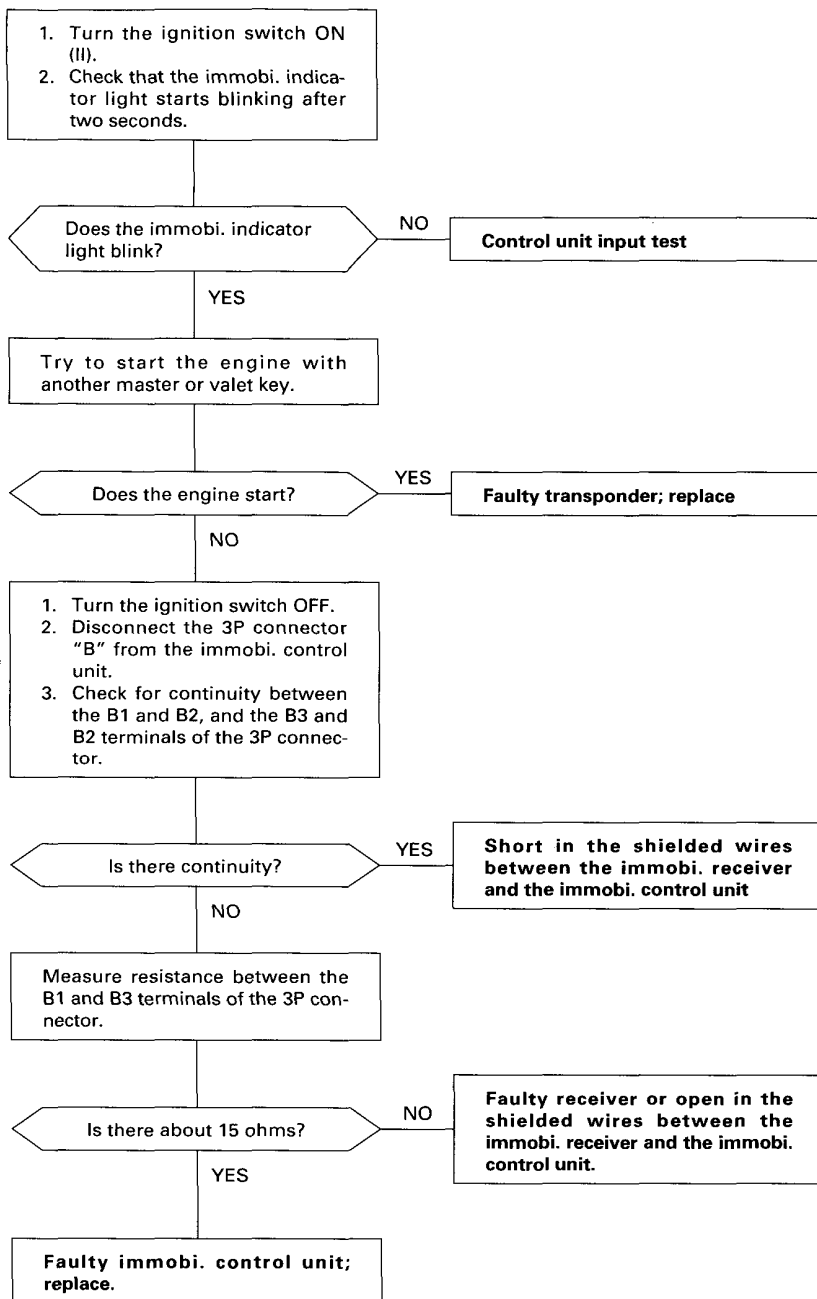 1. Turn the ignition switch ON
(II).
2. Check that the immobi. indica-
tor light starts blinking after
two seconds.
Does the immobi. indicator
light blink?
NO
Control unit input test
YES
Try to start the engine with
another master or valet key.
Does the engine start?
YES
Faulty transponder; replace
NO
1. Turn the ignition switch OFF.
2. Disconnect the 3P connector
"B" from the immobi. control
unit.
3. Check for continuity between
the B1 and B2, and the B3 and
B2 terminals of the 3P connec-
tor.
Is there continuity?
YES
Short in the shielded wires
between the immobi. receiver
and the immobi. control unit
NO
Measure resistance between the
B1 and B3 terminals of the 3P con-
nector.
Is there about 15 ohms?
NO
Faulty receiver or open in the
shielded wires between the
immobi. receiver and the immobi.
control unit.
YES
Faulty immobi. control unit;
replace.